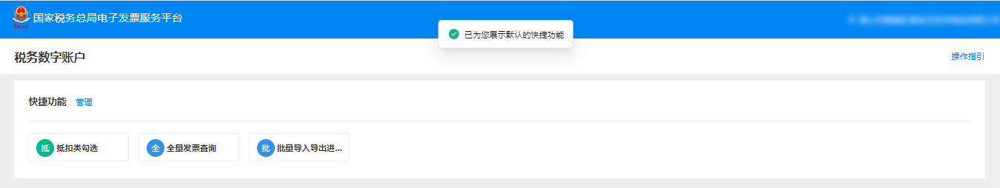 国家税务总局电子发票服务平台
已为您展示默认的快捷功能
税务数字账户
操作指引
快捷功能 管理
抵 抵扣类勾选
全 全量发票查询
批 批量导入导出进...